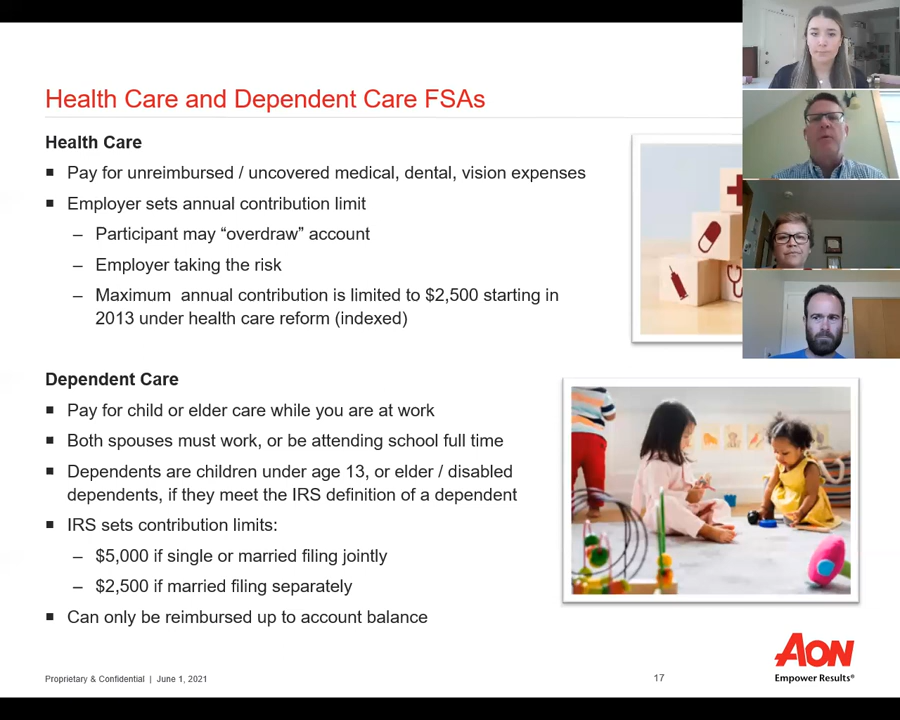 Health Care and Dependent Care FSAs
Health Care
▪ Pay for unreimbursed / uncovered medical, dental, vision expenses
▪ Employer sets annual contribution limit
– Participant may “overdraw” account
– Employer taking the risk
– Maximum  annual contribution is limited to $2,500 starting in
2013 under health care reform (indexed)
Dependent Care
▪ Pay for child or elder care while you are at work
▪ Both spouses must work, or be attending school full time
▪ Dependents are children under age 13, or elder / disabled
dependents, if they meet the IRS definition of a dependent
▪ IRS sets contribution limits:
– $5,000 if single or married filing jointly
– $2,500 if married filing separately
▪ Can only be reimbursed up to account balance
AON
Empower Results®
Proprietary & Confidential | June 1, 2021
17